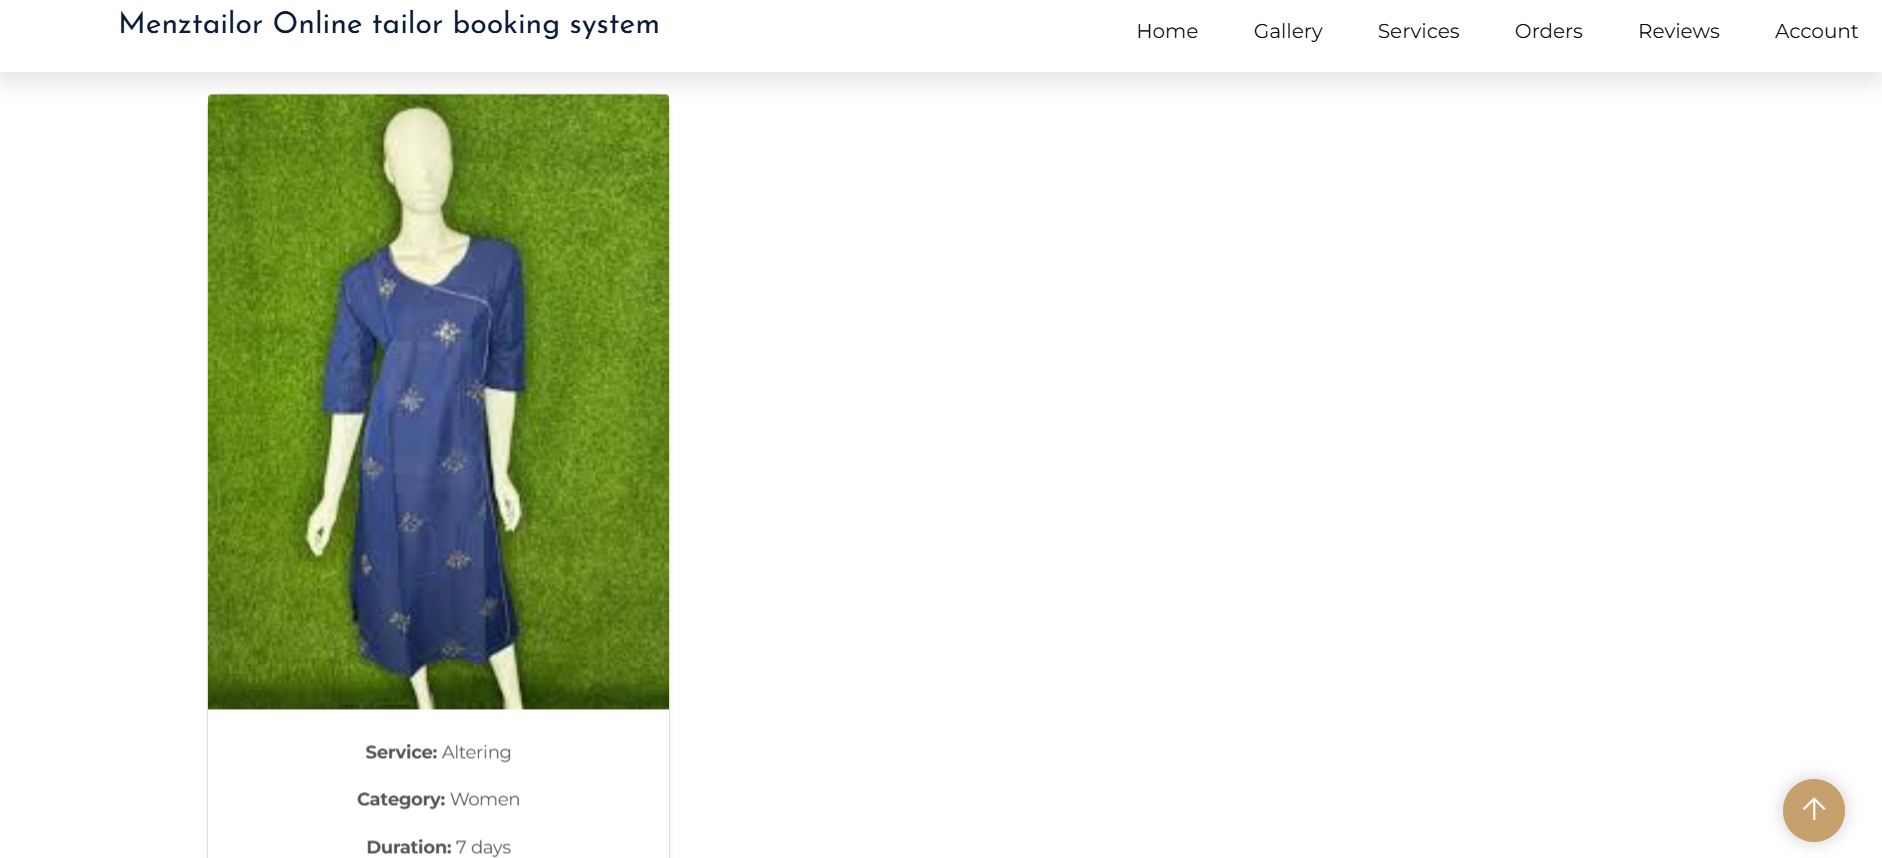 Menztailor Online tailor booking system
Home Gallery Services Orders Reviews Account
Service: Altering
Category: Women
Duration: 7 days